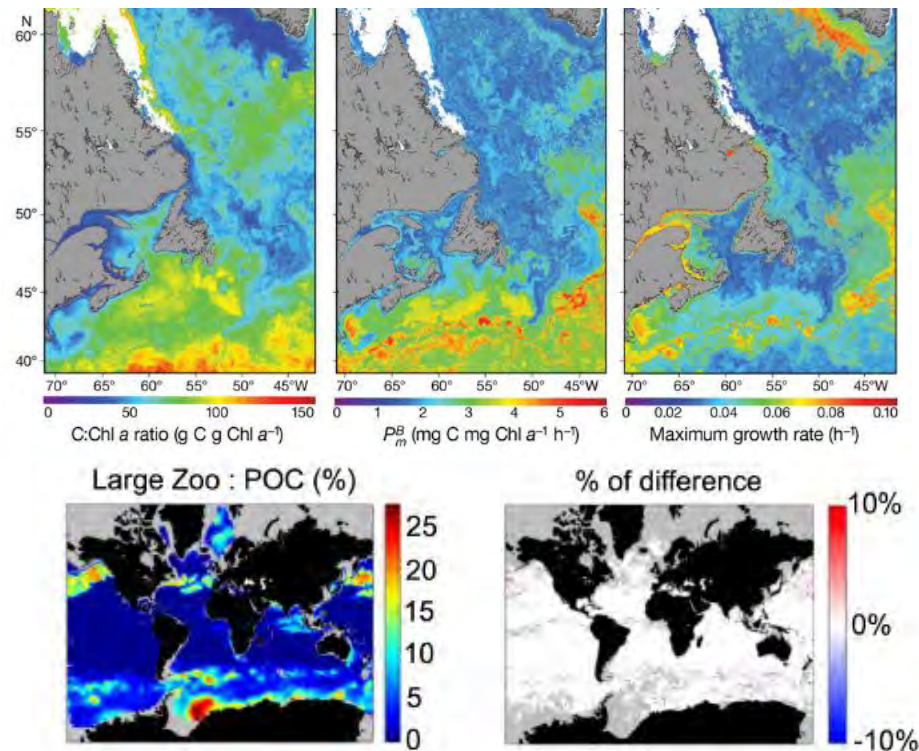 N
60°
55°
50°
45°
40°
70° 65° 60° 55° 50° 45°W
70° 65° 60° 55° 50° 45°W
70° 65° 60° 55° 50° 45°W
0 50 100 150
0 1 2 3 4 5 6
0 0.02 0.04 0.06 0.08 0.10
C:Chl a ratio (g C g Chl a⁻¹)
Pᴮₘ (mg C mg Chl a⁻¹ h⁻¹)
Maximum growth rate (h⁻¹)
Large Zoo : POC (%)
25
20
15
10
5
0
% of difference
10%
0%
-10%